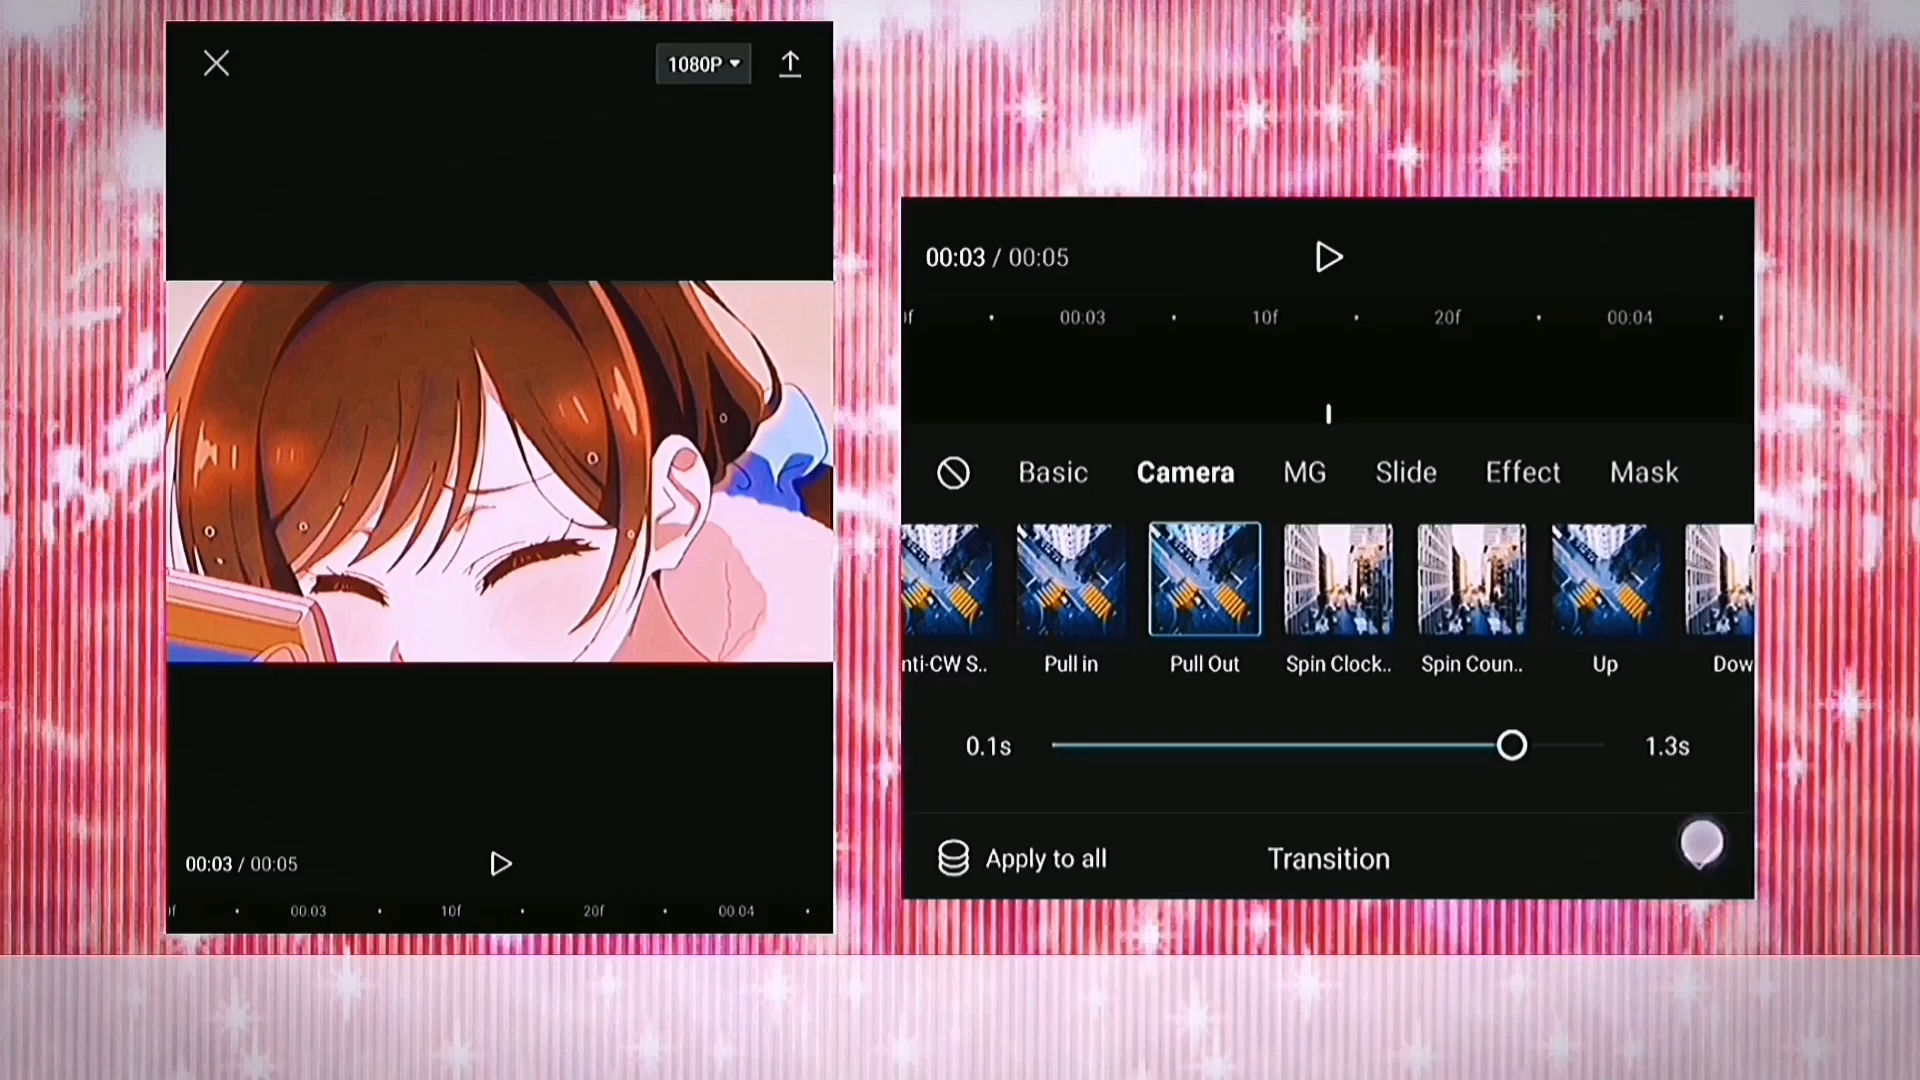 1080P
00:03 / 00:05
00:03 10f 20f 00:04
00:03 / 00:05
00:03 10f 20f 00:04
Basic Camera MG Slide Effect Mask
nti-CW S.. Pull in Pull Out Spin Clock.. Spin Coun.. Up Dow
0.1s 1.3s
Apply to all Transition